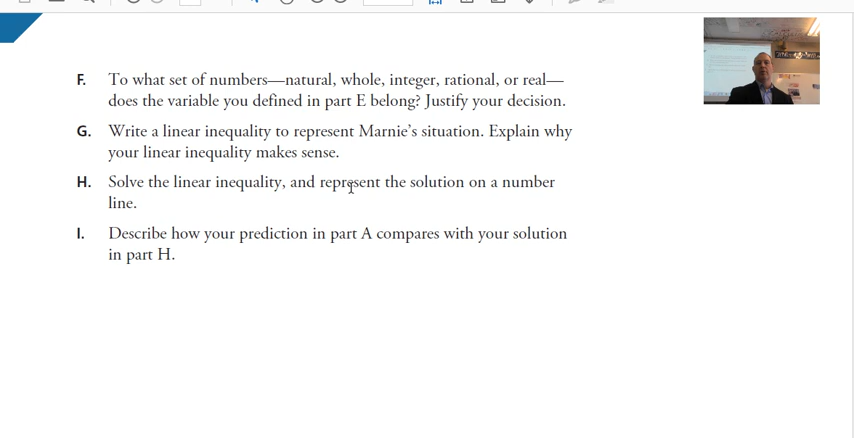 F. To what set of numbers—natural, whole, integer, rational, or real—
does the variable you defined in part E belong? Justify your decision.
G. Write a linear inequality to represent Marnie's situation. Explain why
your linear inequality makes sense.
H. Solve the linear inequality, and represent the solution on a number
line.
I. Describe how your prediction in part A compares with your solution
in part H.